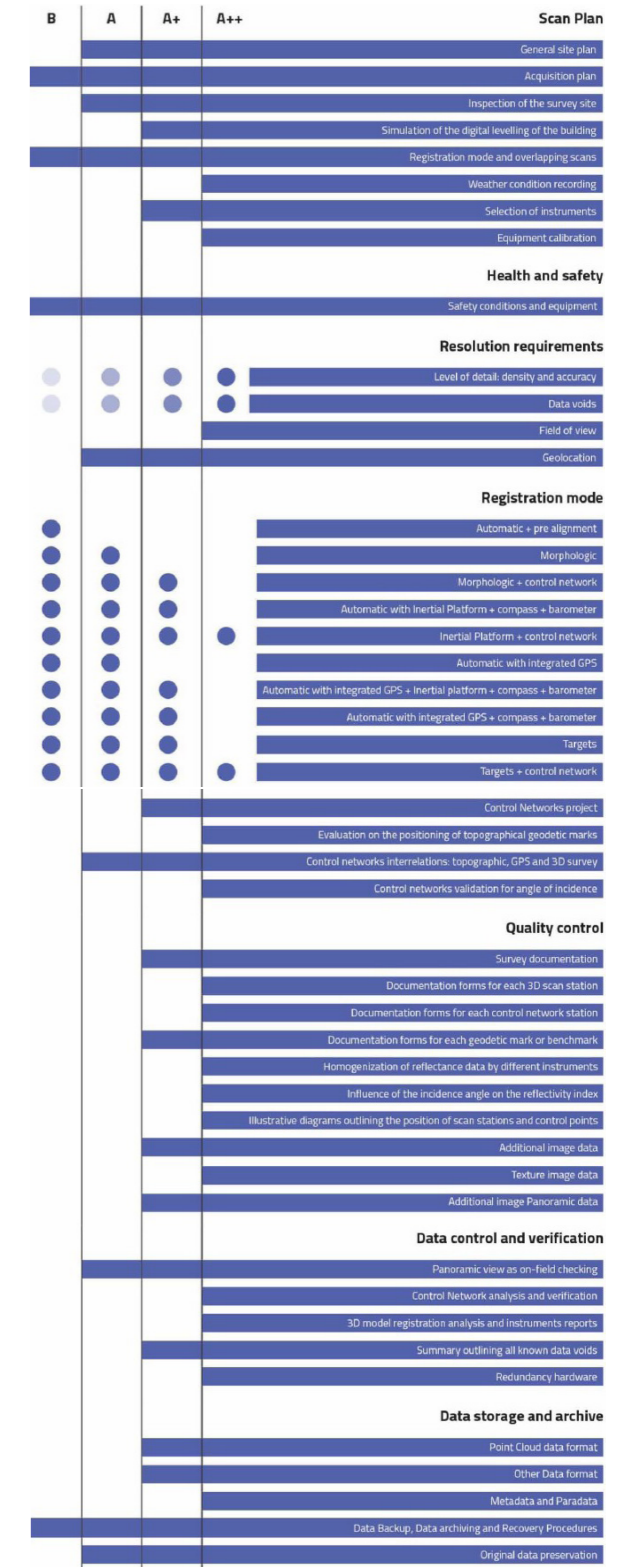 B A A+ A++ Scan Plan
General site plan
Acquisition plan
Inspection of the survey site
Simulation of the digital levelling of the building
Registration mode and overlapping scans
Weather condition recording
Selection of instruments
Equipment calibration
Health and safety
Safety conditions and equipment
Resolution requirements
Level of detail: density and accuracy
Data voids
Field of view
Geolocation
Registration mode
Automatic + pre alignment
Morphologic
Morphologic + control network
Automatic with Inertial Platform + compass + barometer
Inertial Platform + control network
Automatic with integrated GPS
Automatic with integrated GPS + Inertial platform + compass + barometer
Automatic with integrated GPS + compass + barometer
Targets
Targets + control network
Control Networks project
Evaluation on the positioning of topographical geodetic marks
Control networks interrelations: topographic, GPS and 3D survey
Control networks validation for angle of incidence
Quality control
Survey documentation
Documentation forms for each 3D scan station
Documentation forms for each control network station
Documentation forms for each geodetic mark or benchmark
Homogenization of reflectance data by different instruments
Influence of the incidence angle on the reflectivity index
Illustrative diagrams outlining the position of scan stations and control points
Additional image data
Texture image data
Additional image Panoramic data
Data control and verification
Panoramic view as on-field checking
Control Network analysis and verification
3D model registration analysis and instruments reports
Summary outlining all known data voids
Redundancy hardware
Data storage and archive
Point Cloud data format
Other Data format
Metadata and Paradata
Data Backup, Data archiving and Recovery Procedures
Original data preservation